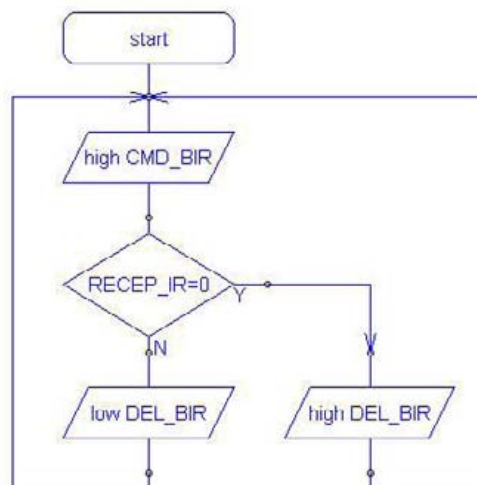 start
high CMD_BIR
RECEP_IR=0
Y
N
low DEL_BIR
high DEL_BIR